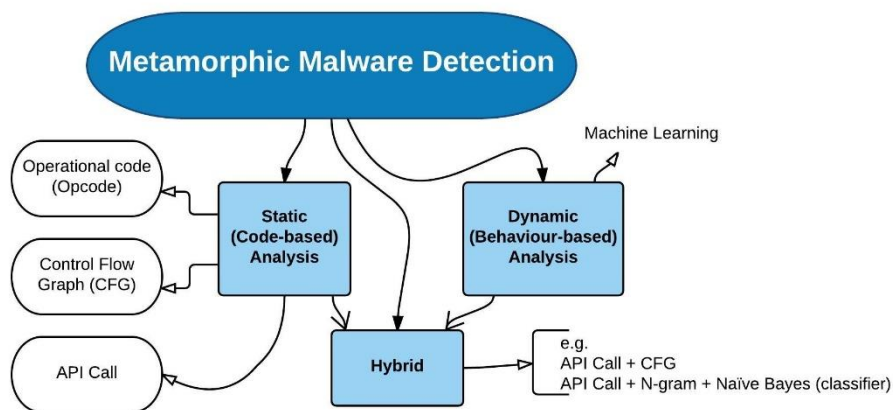 Metamorphic Malware Detection
Machine Learning
Operational code
(Opcode)
Static
(Code-based)
Analysis
Dynamic
(Behaviour-based)
Analysis
Control Flow
Graph (CFG)
API Call
Hybrid
e.g.
API Call + CFG
API Call + N-gram + Naïve Bayes (classifier)